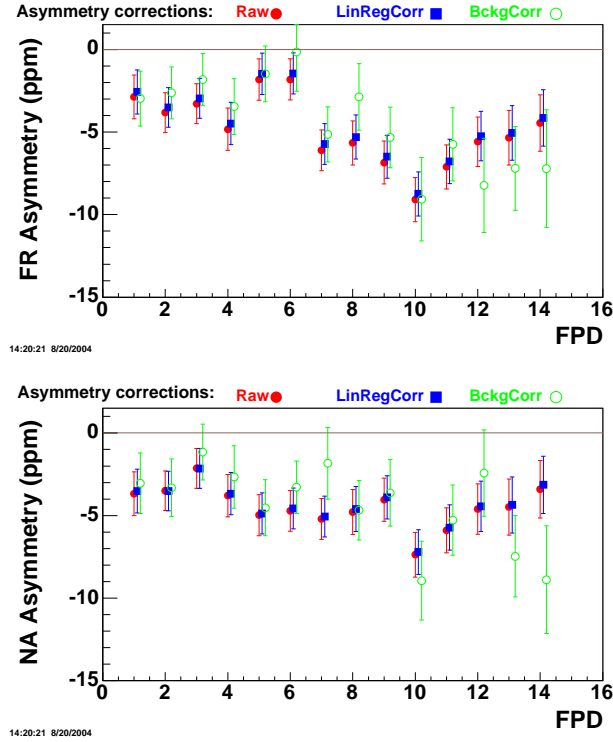 Asymmetry corrections: Raw LinRegCorr BckgCorr
FR Asymmetry (ppm)
0
-5
-10
-15
0 2 4 6 8 10 12 14 16
FPD
14:20:21 8/20/2004
Asymmetry corrections: Raw LinRegCorr BckgCorr
NA Asymmetry (ppm)
0
-5
-10
-15
0 2 4 6 8 10 12 14 16
FPD
14:20:21 8/20/2004